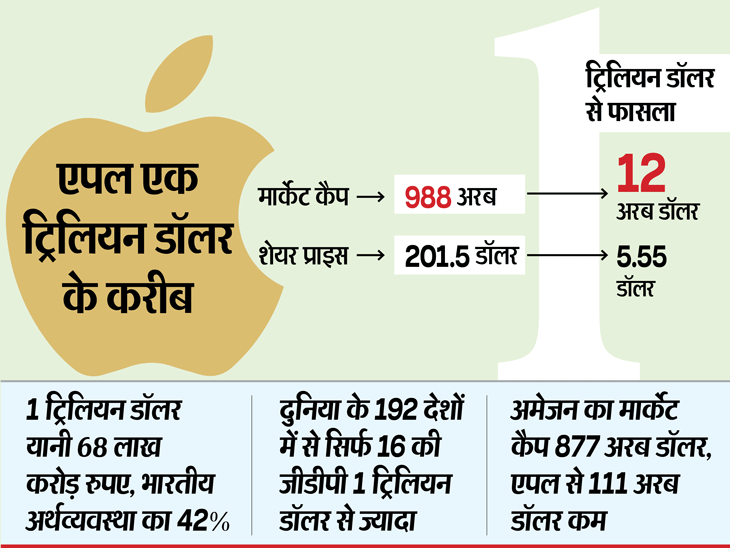 एपल एक
ट्रिलियन डॉलर
के करीब
1
ट्रिलियन डॉलर
से फासला
मार्केट कैप → 988 अरब → 12
अरब डॉलर
शेयर प्राइस → 201.5 डॉलर → 5.55
डॉलर
1 ट्रिलियन डॉलर
यानी 68 लाख
करोड़ रुपए, भारतीय
अर्थव्यवस्था का 42%
दुनिया के 192 देशों
में से सिर्फ 16 की
जीडीपी 1 ट्रिलियन
डॉलर से ज्यादा
अमेजन का मार्केट
कैप 877 अरब डॉलर,
एपल से 111 अरब
डॉलर कम